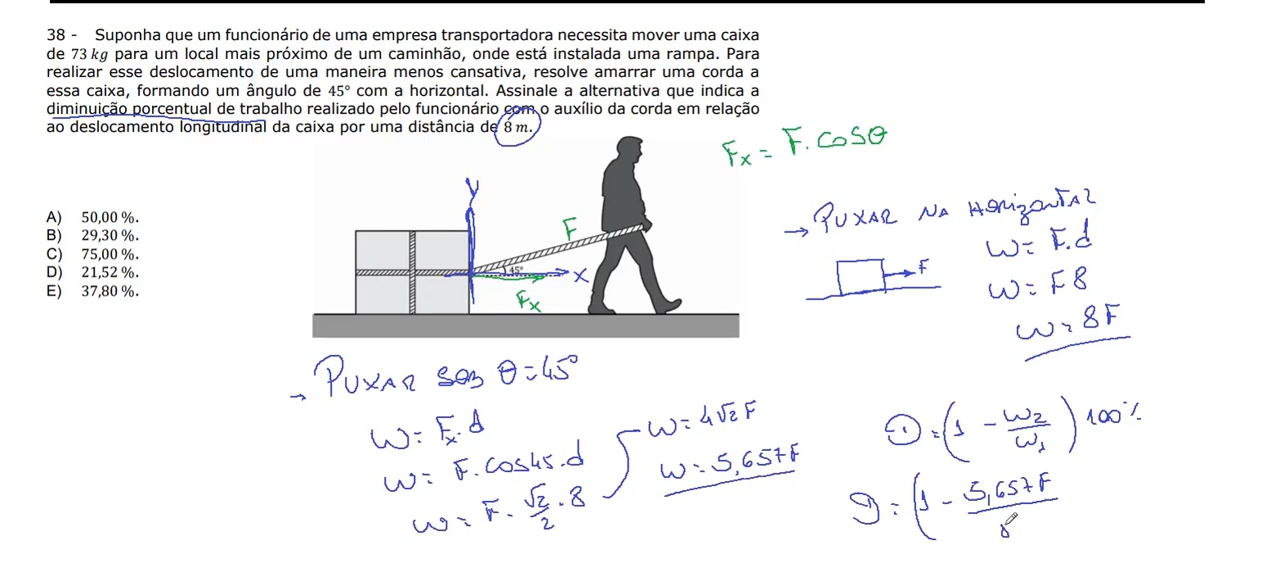 38 - Suponha que um funcionário de uma empresa transportadora necessita mover uma caixa
de 73 kg para um local mais próximo de um caminhão, onde está instalada uma rampa. Para
realizar esse deslocamento de uma maneira menos cansativa, resolve amarrar uma corda a
essa caixa, formando um ângulo de 45° com a horizontal. Assinale a alternativa que indica a
diminuição porcentual de trabalho realizado pelo funcionário com o auxílio da corda em relação
ao deslocamento longitudinal da caixa por uma distância de 8 m.
Fx = F.cosθ
A) 50,00 %.
B) 29,30 %.
C) 75,00 %.
D) 21,52 %.
E) 37,80 %.
y
F
45°
x
Fx
→ PUXAR NA HORIZONTAL
F
W = F.d
W = F8
W = 8F
→ PUXAR SOB θ = 45°
W = Fx.d
W = F.cos45.d
W = F.√2/2.8
W = 4√2F
W = 5,657F
D = (1 - W2/W1) 100%
D = (1 - 5,657F